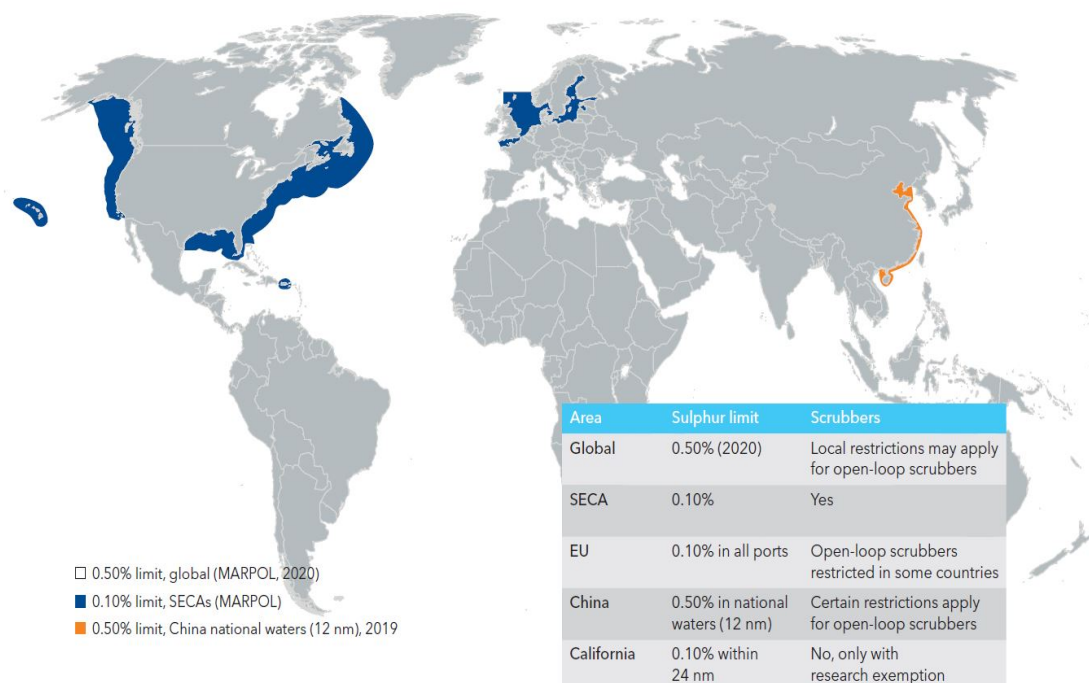 Area Sulphur limit Scrubbers
Global 0.50% (2020) Local restrictions may apply
for open-loop scrubbers
SECA 0.10% Yes
EU 0.10% in all ports Open-loop scrubbers
restricted in some countries
China 0.50% in national Certain restrictions apply
waters (12 nm) for open-loop scrubbers
California 0.10% within No, only with
24 nm research exemption
0.50% limit, global (MARPOL, 2020)
0.10% limit, SECAs (MARPOL)
0.50% limit, China national waters (12 nm), 2019